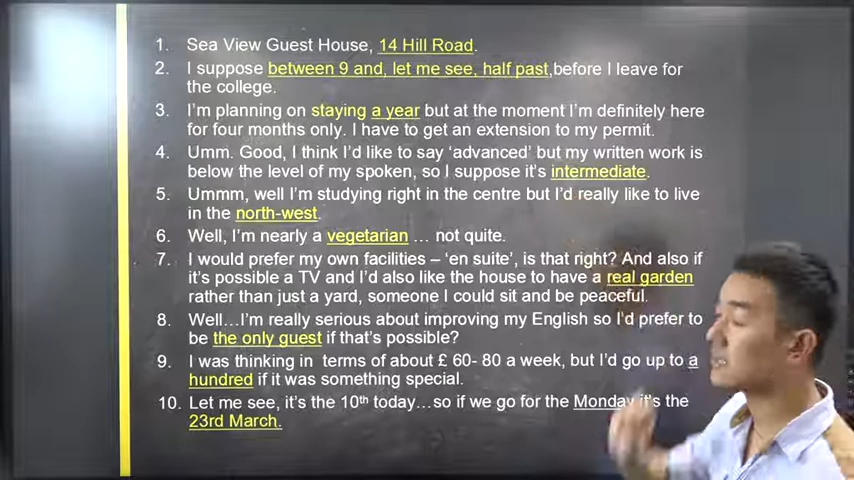 1. Sea View Guest House, 14 Hill Road.
2. I suppose between 9 and, let me see, half past,before I leave for
the college.
3. I'm planning on staying a year but at the moment I'm definitely here
for four months only. I have to get an extension to my permit.
4. Umm. Good, I think I'd like to say 'advanced' but my written work is
below the level of my spoken, so I suppose it's intermediate.
5. Ummm, well I'm studying right in the centre but I'd really like to live
in the north-west.
6. Well, I'm nearly a vegetarian … not quite.
7. I would prefer my own facilities – 'en suite', is that right? And also if
it's possible a TV and I'd also like the house to have a real garden
rather than just a yard, someone I could sit and be peaceful.
8. Well…I'm really serious about improving my English so I'd prefer to
be the only guest if that's possible?
9. I was thinking in terms of about £ 60- 80 a week, but I'd go up to a
hundred if it was something special.
10. Let me see, it's the 10th today…so if we go for the Monday it's the
23rd March.